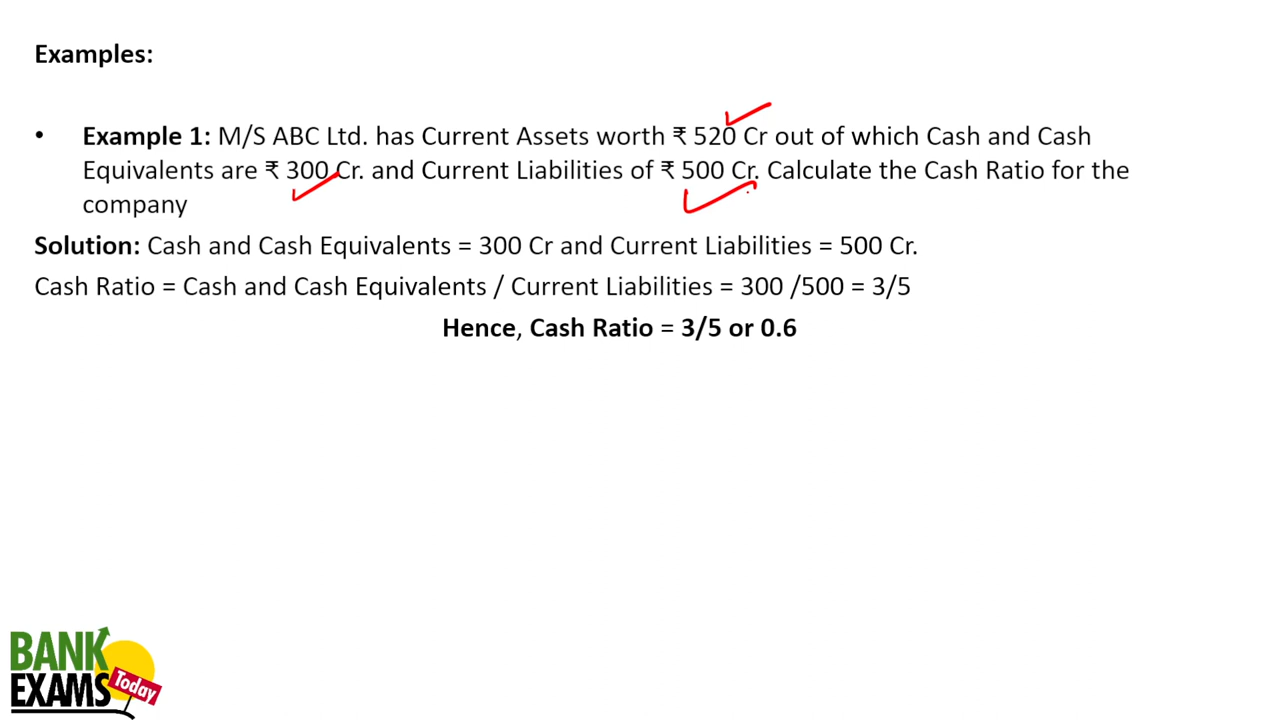 Examples:
• Example 1: M/S ABC Ltd. has Current Assets worth ₹ 520 Cr out of which Cash and Cash
Equivalents are ₹ 300 Cr. and Current Liabilities of ₹ 500 Cr. Calculate the Cash Ratio for the
company
Solution: Cash and Cash Equivalents = 300 Cr and Current Liabilities = 500 Cr.
Cash Ratio = Cash and Cash Equivalents / Current Liabilities = 300 /500 = 3/5
Hence, Cash Ratio = 3/5 or 0.6
BANK
EXAMS
Today